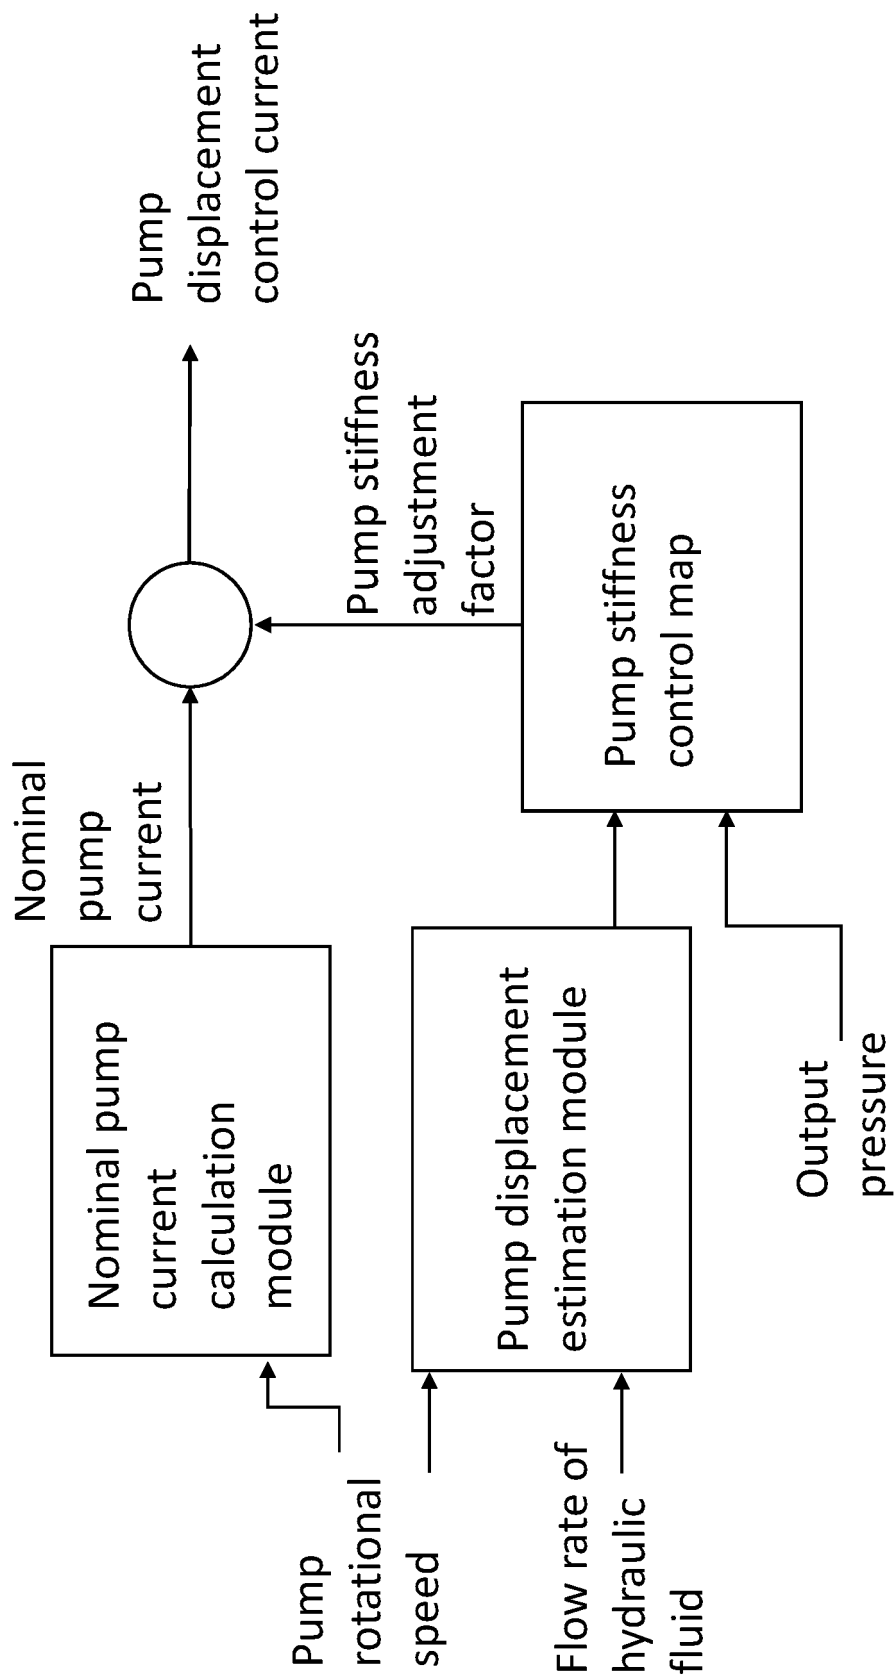 Pump
rotational
speed
Flow rate of
hydraulic
fluid
Nominal pump
current
calculation
module
Pump displacement
estimation module
Output
pressure
Nominal
pump
current
Pump stiffness
control map
Pump stiffness
adjustment
factor
Pump
displacement
control current